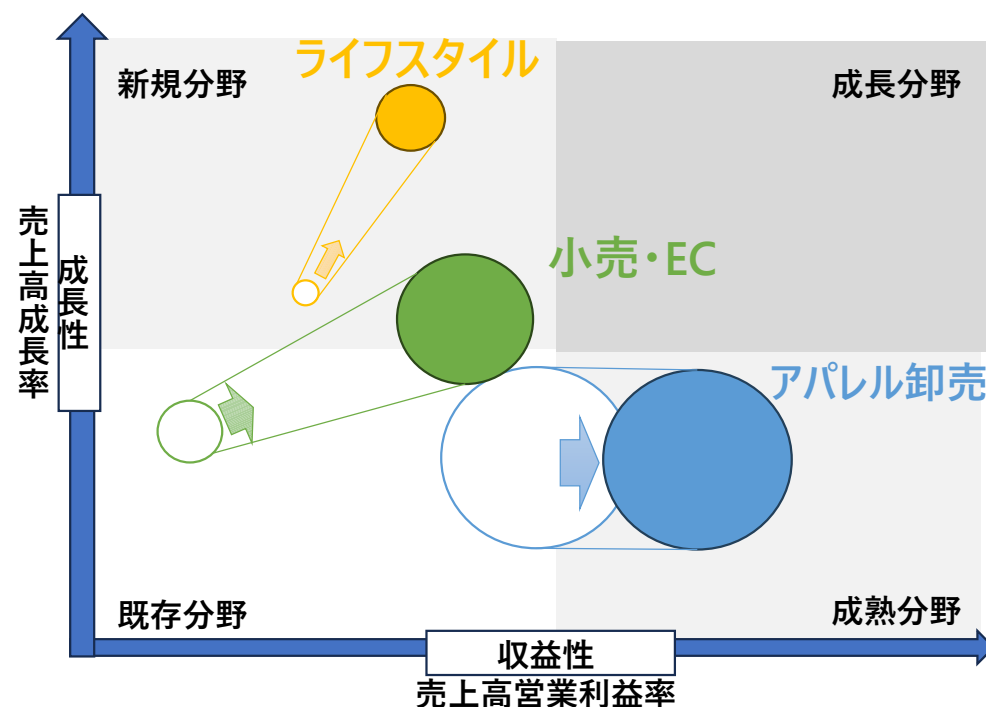 ライフスタイル
新規分野
成長分野
売上高成長率
成長性
小売・EC
アパレル卸売
既存分野
成熟分野
収益性
売上高営業利益率